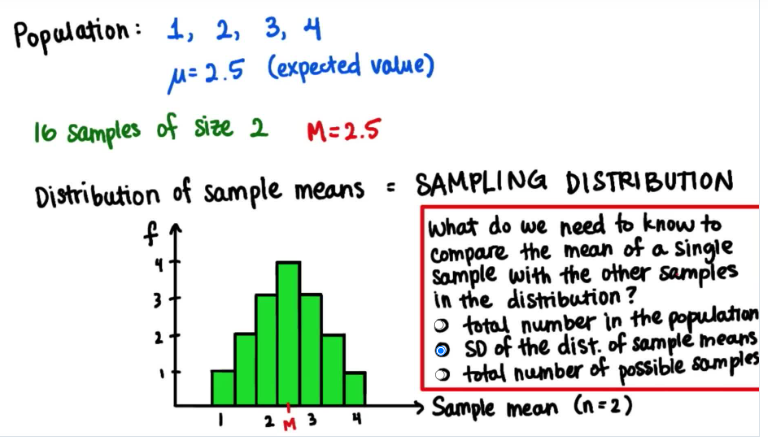 Population: 1, 2, 3, 4
μ = 2.5 (expected value)
16 samples of size 2 M = 2.5
Distribution of sample means = SAMPLING DISTRIBUTION
What do we need to know to
compare the mean of a single
sample with the other samples
in the distribution?
total number in the population
SD of the dist. of sample means
total number of possible samples
f
4
3
2
1
1 2 M 3 4
Sample mean (n=2)